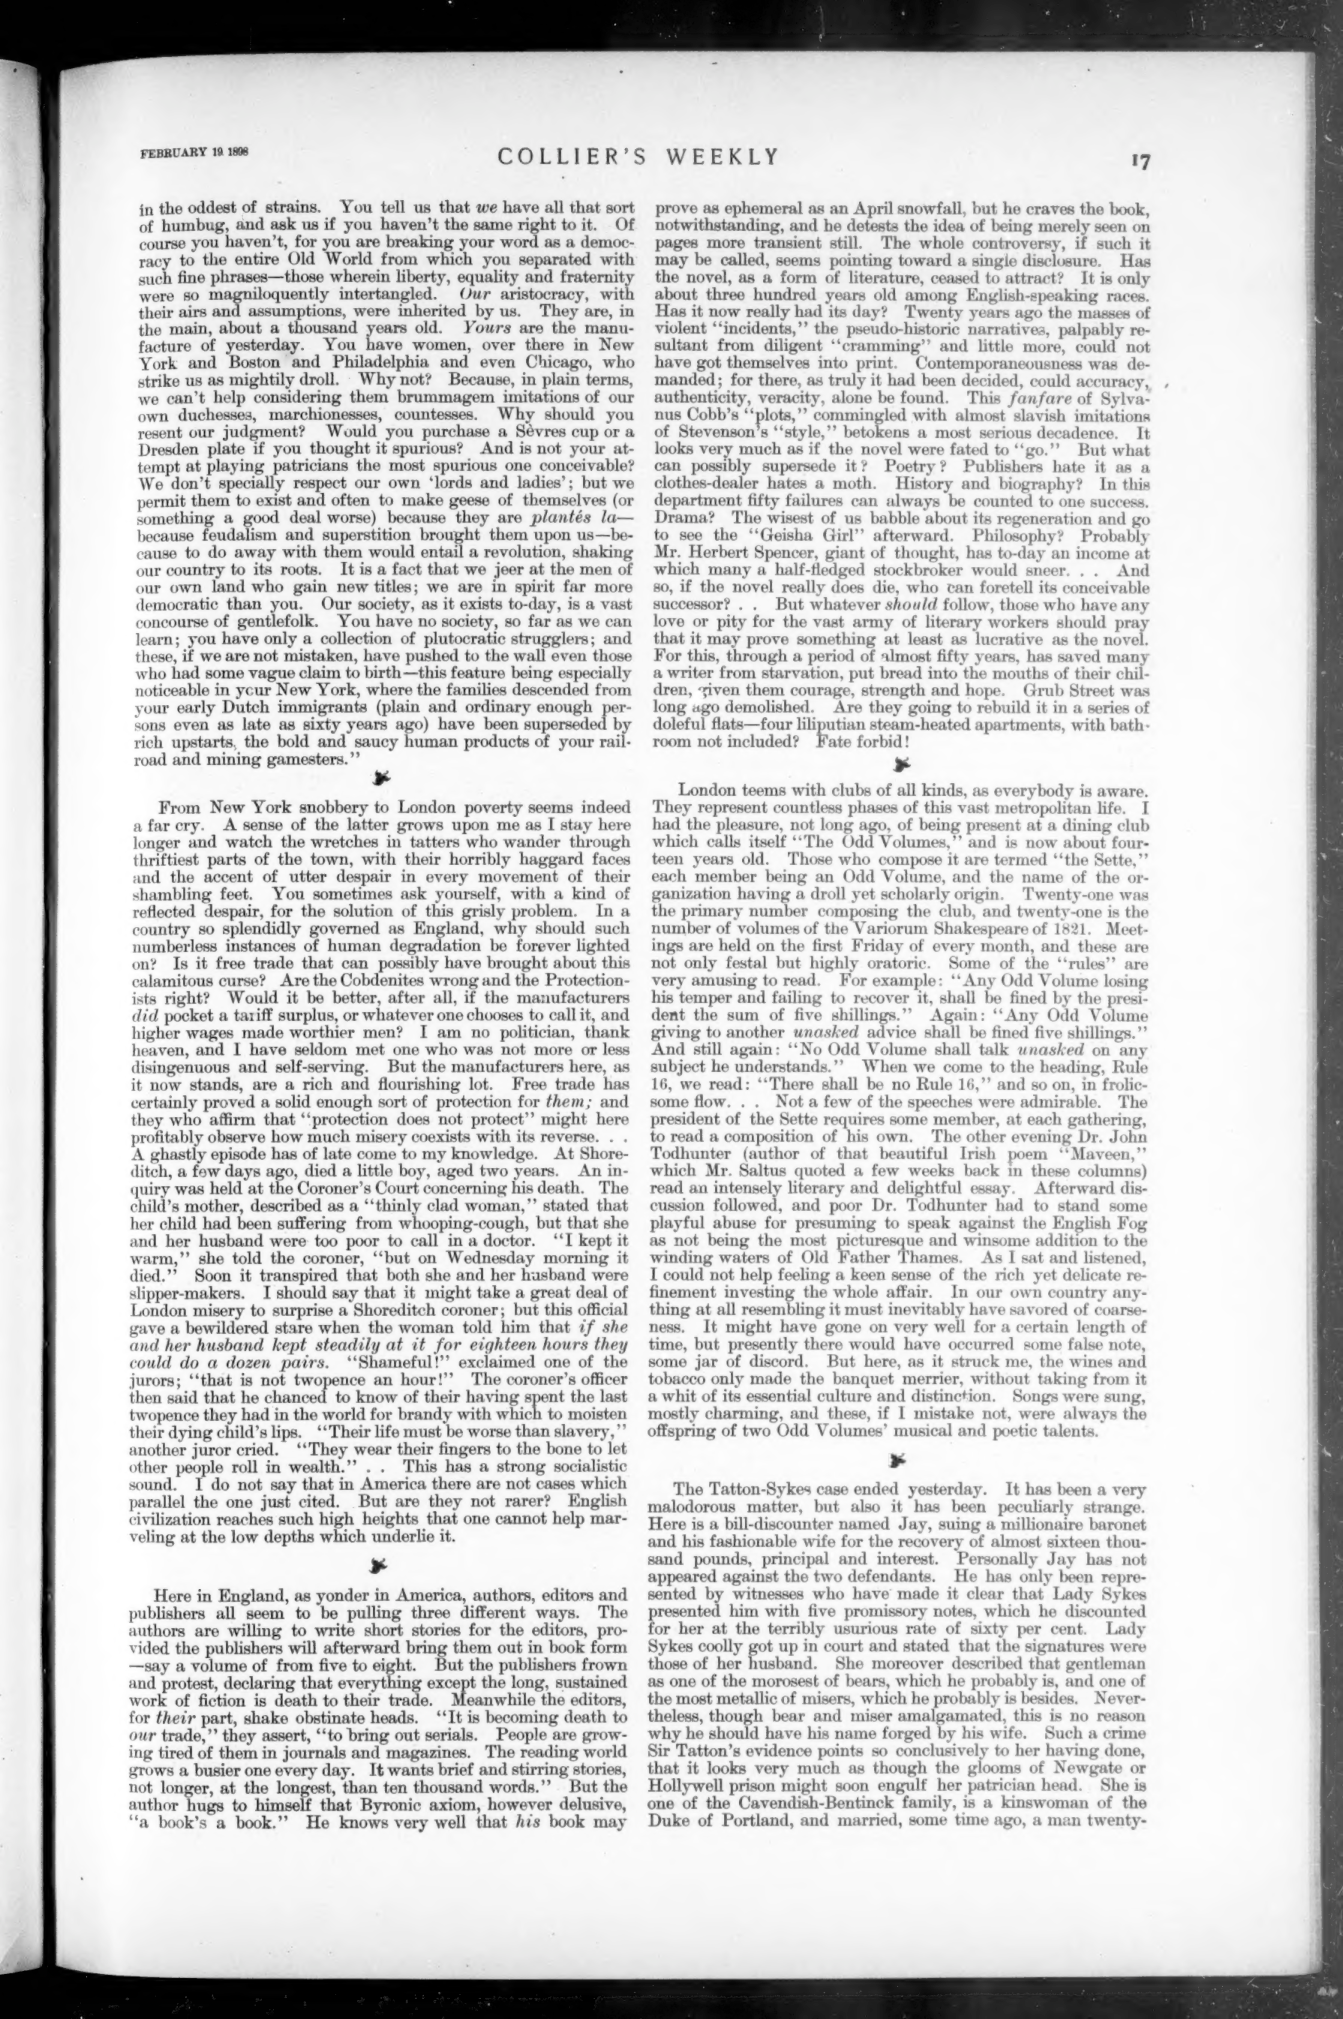 FEBRUARY 19. 1898
COLLIER'S WEEKLY
17
in the oddest of strains. You tell us that we have all that sort
of humbug, and ask us if you haven't the same right to it. Of
course you haven't, for you are breaking your word as a democ-
racy to the entire Old World from which you separated with
such fine phrases—those wherein liberty, equality and fraternity
were so magniloquently intertangled. Our aristocracy, with
their airs and assumptions, were inherited by us. They are, in
the main, about a thousand years old. Yours are the manu-
facture of yesterday. You have women, over there in New
York and Boston and Philadelphia and even Chicago, who
strike us as mightily droll. Why not? Because, in plain terms,
we can't help considering them brummagem imitations of our
own duchesses, marchionesses, countesses. Why should you
resent our judgment? Would you purchase a Sèvres cup or a
Dresden plate if you thought it spurious? And is not your at-
tempt at playing patricians the most spurious one conceivable?
We don't specially respect our own 'lords and ladies'; but we
permit them to exist and often to make geese of themselves (or
something a good deal worse) because they are plantés la—
because feudalism and superstition brought them upon us—be-
cause to do away with them would entail a revolution, shaking
our country to its roots. It is a fact that we jeer at the men of
our own land who gain new titles; we are in spirit far more
democratic than you. Our society, as it exists to-day, is a vast
concourse of gentlefolk. You have no society, so far as we can
learn; you have only a collection of plutocratic strugglers; and
these, if we are not mistaken, have pushed to the wall even those
who had some vague claim to birth—this feature being especially
noticeable in your New York, where the families descended from
your early Dutch immigrants (plain and ordinary enough per-
sons even as late as sixty years ago) have been superseded by
rich upstarts, the bold and saucy human products of your rail-
road and mining gamesters."
From New York snobbery to London poverty seems indeed
a far cry. A sense of the latter grows upon me as I stay here
longer and watch the wretches in tatters who wander through
thriftiest parts of the town, with their horribly haggard faces
and the accent of utter despair in every movement of their
shambling feet. You sometimes ask yourself, with a kind of
reflected despair, for the solution of this grisly problem. In a
country so splendidly governed as England, why should such
numberless instances of human degradation be forever lighted
on? Is it free trade that can possibly have brought about this
calamitous curse? Are the Cobdenites wrong and the Protection-
ists right? Would it be better, after all, if the manufacturers
did pocket a tariff surplus, or whatever one chooses to call it, and
higher wages made worthier men? I am no politician, thank
heaven, and I have seldom met one who was not more or less
disingenuous and self-serving. But the manufacturers here, as
it now stands, are a rich and flourishing lot. Free trade has
certainly proved a solid enough sort of protection for them; and
they who affirm that "protection does not protect" might here
profitably observe how much misery coexists with its reverse. . .
A ghastly episode has of late come to my knowledge. At Shore-
ditch, a few days ago, died a little boy, aged two years. An in-
quiry was held at the Coroner's Court concerning his death. The
child's mother, described as a "thinly clad woman," stated that
her child had been suffering from whooping-cough, but that she
and her husband were too poor to call in a doctor. "I kept it
warm," she told the coroner, "but on Wednesday morning it
died." Soon it transpired that both she and her husband were
slipper-makers. I should say that it might take a great deal of
London misery to surprise a Shoreditch coroner; but this official
gave a bewildered stare when the woman told him that if she
and her husband kept steadily at it for eighteen hours they
could do a dozen pairs. "Shameful!" exclaimed one of the
jurors; "that is not twopence an hour!" The coroner's officer
then said that he chanced to know of their having spent the last
twopence they had in the world for brandy with which to moisten
their dying child's lips. "Their life must be worse than slavery,"
another juror cried. "They wear their fingers to the bone to let
other people roll in wealth." . . This has a strong socialistic
sound. I do not say that in America there are not cases which
parallel the one just cited. But are they not rarer? English
civilization reaches such high heights that one cannot help mar-
veling at the low depths which underlie it.
Here in England, as yonder in America, authors, editors and
publishers all seem to be pulling three different ways. The
authors are willing to write short stories for the editors, pro-
vided the publishers will afterward bring them out in book form
—say a volume of from five to eight. But the publishers frown
and protest, declaring that everything except the long, sustained
work of fiction is death to their trade. Meanwhile the editors,
for their part, shake obstinate heads. "It is becoming death to
our trade," they assert, "to bring out serials. People are grow-
ing tired of them in journals and magazines. The reading world
grows a busier one every day. It wants brief and stirring stories,
not longer, at the longest, than ten thousand words." But the
author hugs to himself that Byronic axiom, however delusive,
"a book's a book." He knows very well that his book may
prove as ephemeral as an April snowfall, but he craves the book,
notwithstanding, and he detests the idea of being merely seen on
pages more transient still. The whole controversy, if such it
may be called, seems pointing toward a single disclosure. Has
the novel, as a form of literature, ceased to attract? It is only
about three hundred years old among English-speaking races.
Has it now really had its day? Twenty years ago the masses of
violent "incidents," the pseudo-historic narratives, palpably re-
sultant from diligent "cramming" and little more, could not
have got themselves into print. Contemporaneousness was de-
manded; for there, as truly it had been decided, could accuracy,
authenticity, veracity, alone be found. This fanfare of Sylva-
nus Cobb's "plots," commingled with almost slavish imitations
of Stevenson's "style," betokens a most serious decadence. It
looks very much as if the novel were fated to "go." But what
can possibly supersede it? Poetry? Publishers hate it as a
clothes-dealer hates a moth. History and biography? In this
department fifty failures can always be counted to one success.
Drama? The wisest of us babble about its regeneration and go
to see the "Geisha Girl" afterward. Philosophy? Probably
Mr. Herbert Spencer, giant of thought, has to-day an income at
which many a half-fledged stockbroker would sneer. . . And
so, if the novel really does die, who can foretell its conceivable
successor? . . But whatever should follow, those who have any
love or pity for the vast army of literary workers should pray
that it may prove something at least as lucrative as the novel.
For this, through a period of almost fifty years, has saved many
a writer from starvation, put bread into the mouths of their chil-
dren, given them courage, strength and hope. Grub Street was
long ago demolished. Are they going to rebuild it in a series of
doleful flats—four liliputian steam-heated apartments, with bath-
room not included? Fate forbid!
London teems with clubs of all kinds, as everybody is aware.
They represent countless phases of this vast metropolitan life. I
had the pleasure, not long ago, of being present at a dining club
which calls itself "The Odd Volumes," and is now about four-
teen years old. Those who compose it are termed "the Sette,"
each member being an Odd Volume, and the name of the or-
ganization having a droll yet scholarly origin. Twenty-one was
the primary number composing the club, and twenty-one is the
number of volumes of the Variorum Shakespeare of 1821. Meet-
ings are held on the first Friday of every month, and these are
not only festal but highly oratoric. Some of the "rules" are
very amusing to read. For example: "Any Odd Volume losing
his temper and failing to recover it, shall be fined by the presi-
dent the sum of five shillings." Again: "Any Odd Volume
giving to another unasked advice shall be fined five shillings."
And still again: "No Odd Volume shall talk unasked on any
subject he understands." When we come to the heading, Rule
16, we read: "There shall be no Rule 16," and so on, in frolic-
some flow. . . Not a few of the speeches were admirable. The
president of the Sette requires some member, at each gathering,
to read a composition of his own. The other evening Dr. John
Todhunter (author of that beautiful Irish poem "Maveen,"
which Mr. Saltus quoted a few weeks back in these columns)
read an intensely literary and delightful essay. Afterward dis-
cussion followed, and poor Dr. Todhunter had to stand some
playful abuse for presuming to speak against the English Fog
as not being the most picturesque and winsome addition to the
winding waters of Old Father Thames. As I sat and listened,
I could not help feeling a keen sense of the rich yet delicate re-
finement investing the whole affair. In our own country any-
thing at all resembling it must inevitably have savored of coarse-
ness. It might have gone on very well for a certain length of
time, but presently there would have occurred some false note,
some jar of discord. But here, as it struck me, the wines and
tobacco only made the banquet merrier, without taking from it
a whit of its essential culture and distinction. Songs were sung,
mostly charming, and these, if I mistake not, were always the
offspring of two Odd Volumes' musical and poetic talents.
The Tatton-Sykes case ended yesterday. It has been a very
malodorous matter, but also it has been peculiarly strange.
Here is a bill-discounter named Jay, suing a millionaire baronet
and his fashionable wife for the recovery of almost sixteen thou-
sand pounds, principal and interest. Personally Jay has not
appeared against the two defendants. He has only been repre-
sented by witnesses who have made it clear that Lady Sykes
presented him with five promissory notes, which he discounted
for her at the terribly usurious rate of sixty per cent. Lady
Sykes coolly got up in court and stated that the signatures were
those of her husband. She moreover described that gentleman
as one of the morosest of bears, which he probably is, and one of
the most metallic of misers, which he probably is besides. Never-
theless, though bear and miser amalgamated, this is no reason
why he should have his name forged by his wife. Such a crime
Sir Tatton's evidence points so conclusively to her having done,
that it looks very much as though the glooms of Newgate or
Hollywell prison might soon engulf her patrician head. She is
one of the Cavendish-Bentinck family, is a kinswoman of the
Duke of Portland, and married, some time ago, a man twenty-